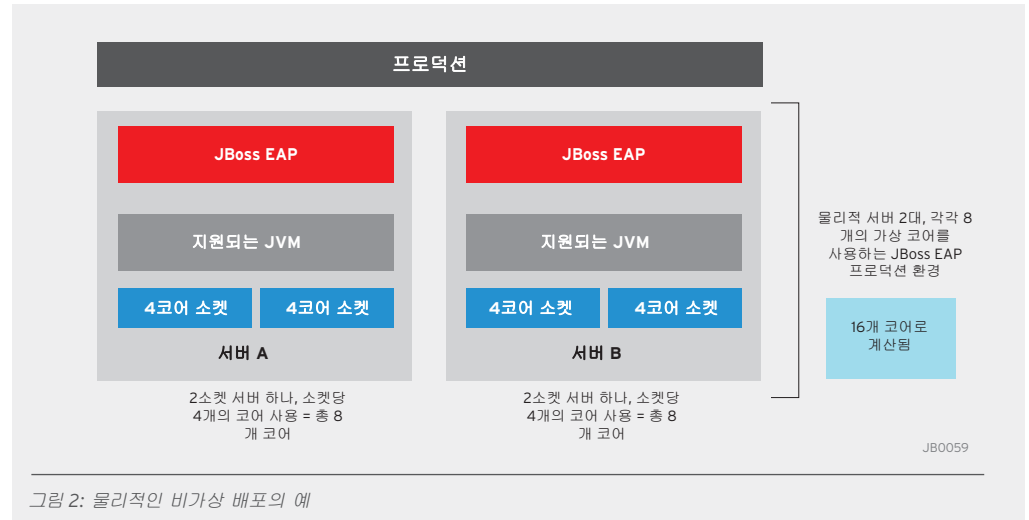 프로덕션
JBoss EAP
지원되는 JVM
4코어 소켓
4코어 소켓
서버 A
2소켓 서버 하나, 소켓당
4개의 코어 사용 = 총 8
개 코어
JBoss EAP
지원되는 JVM
4코어 소켓
4코어 소켓
서버 B
2소켓 서버 하나, 소켓당
4개의 코어 사용 = 총 8
개 코어
물리적 서버 2대, 각각 8
개의 가상 코어를
사용하는 JBoss EAP
프로덕션 환경
16개 코어로
계산됨
JB0059
그림 2: 물리적인 비가상 배포의 예